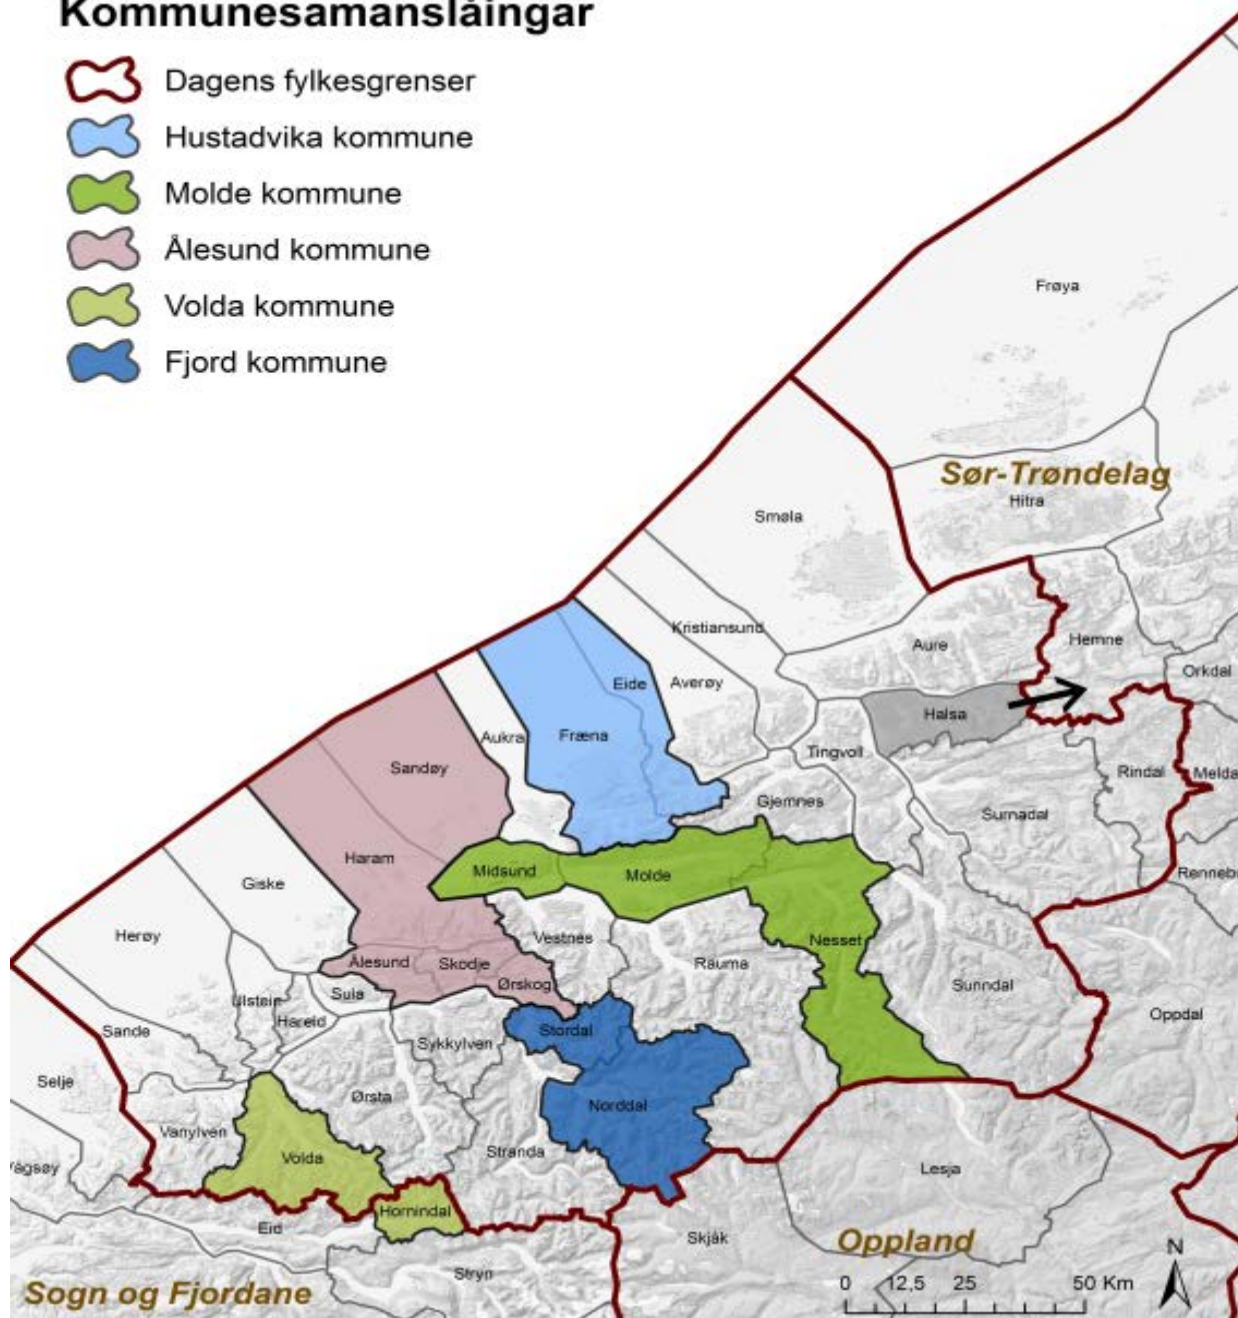 Kommunesamanslåingar
Dagens fylkesgrenser
Hustadvika kommune
Molde kommune
Ålesund kommune
Volda kommune
Fjord kommune
Frøya
Sør-Trøndelag
Hitra
Smøla
Kristiansund
Aure
Hemne
Orkdal
Eide
Averøy
Halsa
Aukra
Fræna
Tingvoll
Sandøy
Rindal
Melda
Gjemnes
Surnadal
Haram
Midsund
Molde
Renneb
Giske
Herøy
Vestnes
Nesset
Ålesund
Skodje
Rauma
Ørskog
Sunndal
Sula
Ulstein
Hareid
Oppdal
Sande
Stordal
Sykkylven
Selje
Ørsta
Norddal
Vanylven
Stranda
Volda
Vågsøy
Lesja
Hornindal
Eid
Skjåk
Oppland
N
Stryn
0 12,5 25 50 Km
Sogn og Fjordane